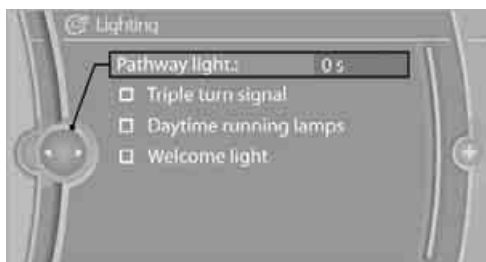 Lighting
Pathway light.: 0 s
Triple turn signal
Daytime running lamps
Welcome light